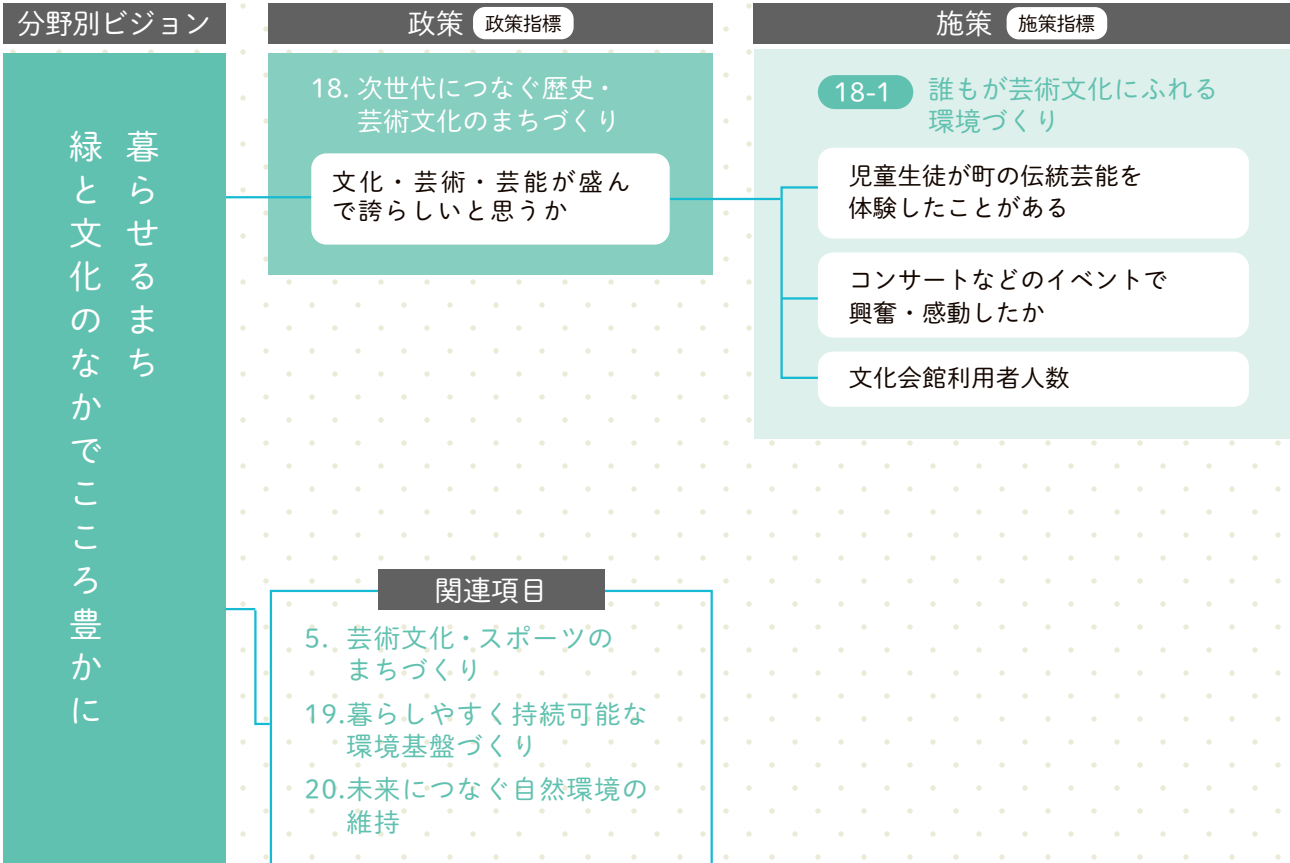 分野別ビジョン
政策 政策指標
施策 施策指標
緑と文化のなかでこころ豊かに
暮らせるまち
18. 次世代につなぐ歴史・
芸術文化のまちづくり
文化・芸術・芸能が盛ん
で誇らしいと思うか
18-1 誰もが芸術文化にふれる
環境づくり
児童生徒が町の伝統芸能を
体験したことがある
コンサートなどのイベントで
興奮・感動したか
文化会館利用者人数
関連項目
5. 芸術文化・スポーツの
まちづくり
19.暮らしやすく持続可能な
環境基盤づくり
20.未来につなぐ自然環境の
維持